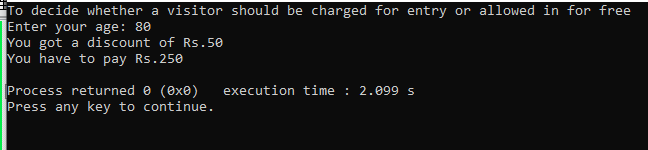 To decide whether a visitor should be charged for entry or allowed in for free
Enter your age: 80
You got a discount of Rs.50
You have to pay Rs.250
Process returned 0 (0x0)   execution time : 2.099 s
Press any key to continue.